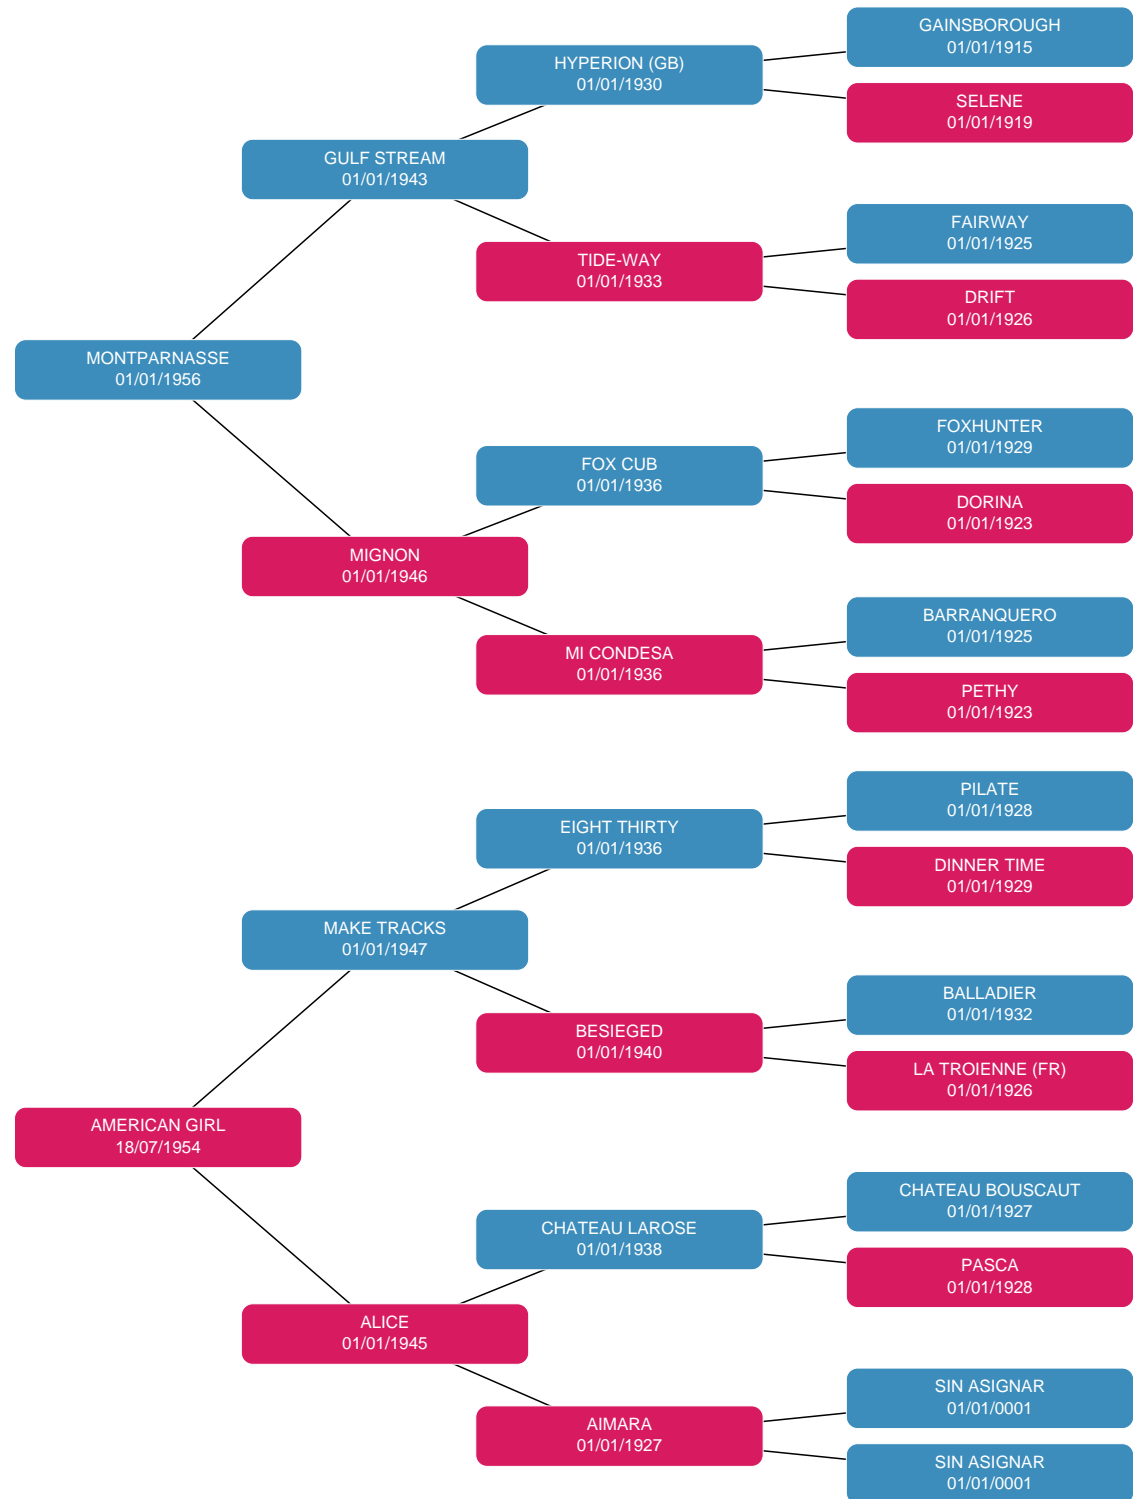 GAINSBOROUGH
01/01/1915
HYPERION (GB)
01/01/1930
SELENE
01/01/1919
GULF STREAM
01/01/1943
FAIRWAY
01/01/1925
TIDE-WAY
01/01/1933
DRIFT
01/01/1926
MONTPARNASSE
01/01/1956
FOXHUNTER
01/01/1929
FOX CUB
01/01/1936
DORINA
01/01/1923
MIGNON
01/01/1946
BARRANQUERO
01/01/1925
MI CONDESA
01/01/1936
PETHY
01/01/1923
PILATE
01/01/1928
EIGHT THIRTY
01/01/1936
DINNER TIME
01/01/1929
MAKE TRACKS
01/01/1947
BALLADIER
01/01/1932
BESIEGED
01/01/1940
LA TROIENNE (FR)
01/01/1926
AMERICAN GIRL
18/07/1954
CHATEAU BOUSCAUT
01/01/1927
CHATEAU LAROSE
01/01/1938
PASCA
01/01/1928
ALICE
01/01/1945
SIN ASIGNAR
01/01/0001
AIMARA
01/01/1927
SIN ASIGNAR
01/01/0001